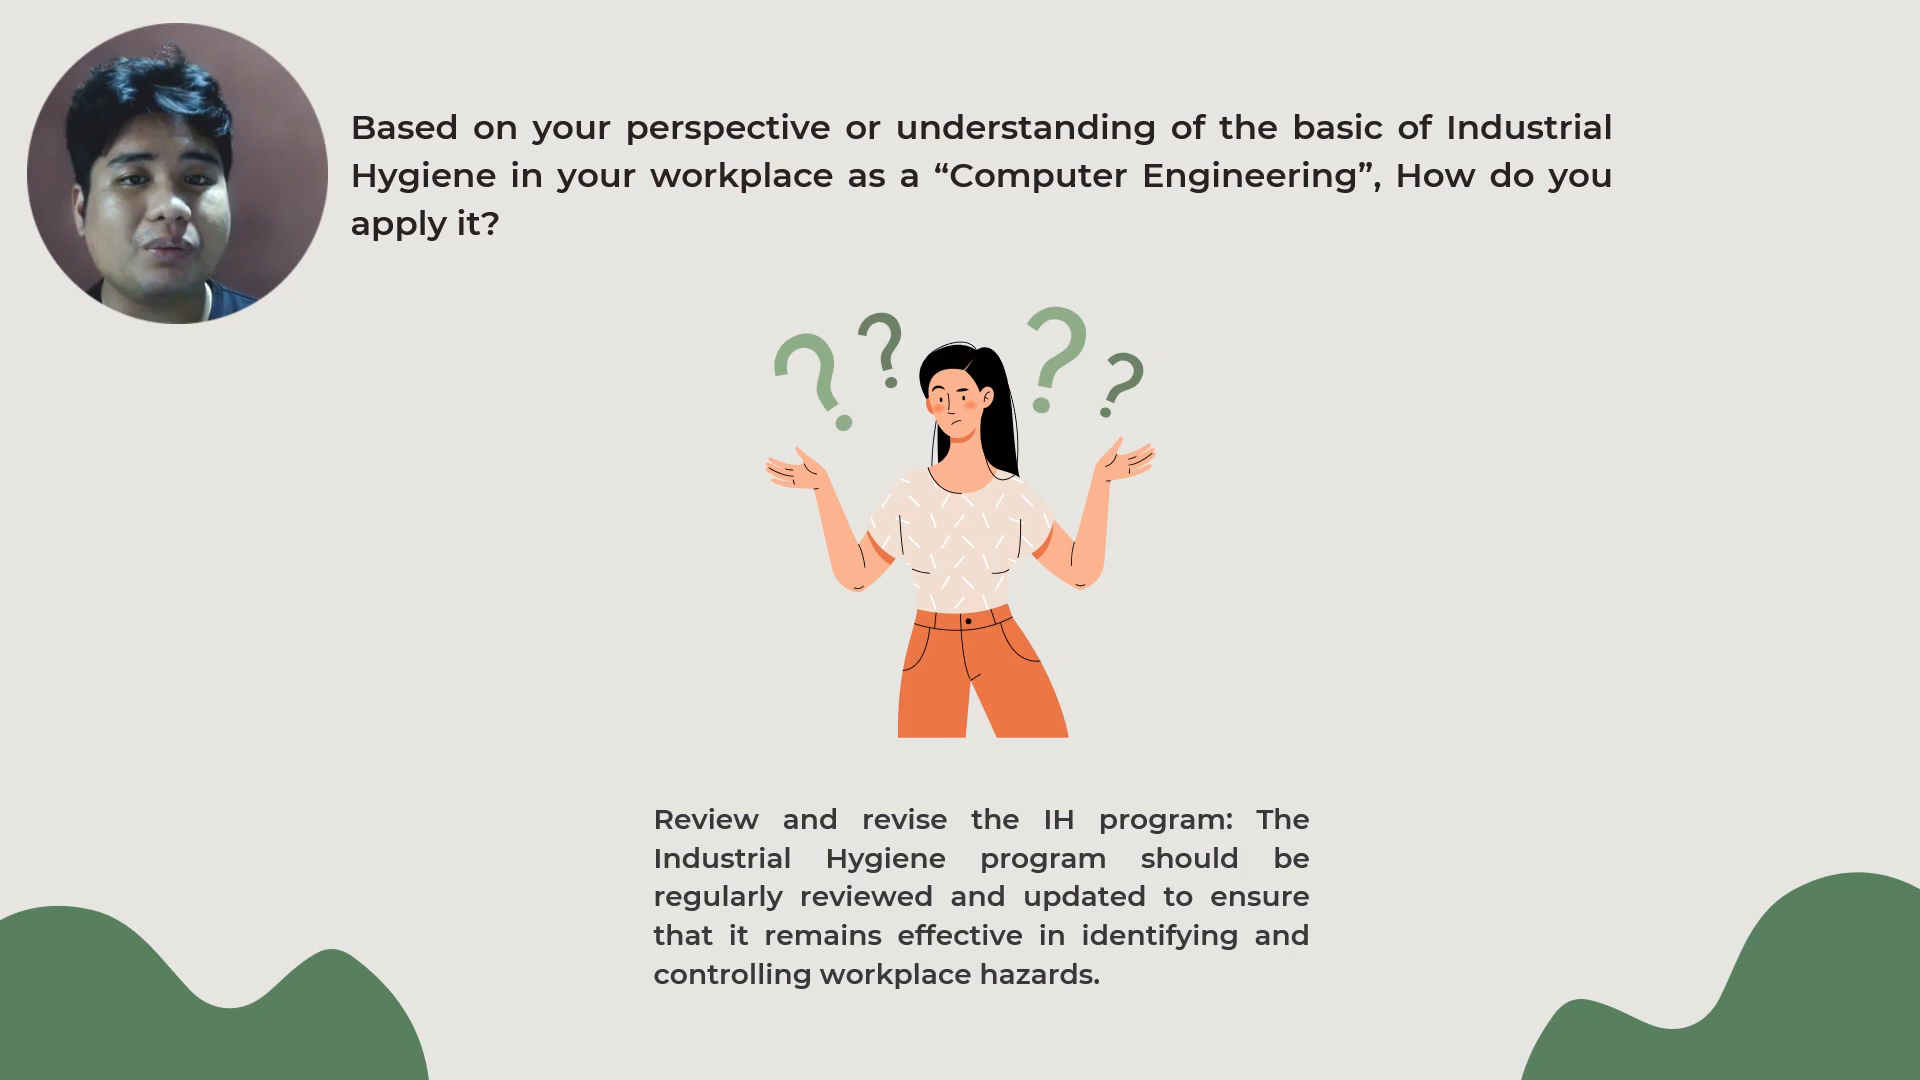 Based on your perspective or understanding of the basic of Industrial
Hygiene in your workplace as a “Computer Engineering”, How do you
apply it?
Review and revise the IH program: The
Industrial Hygiene program should be
regularly reviewed and updated to ensure
that it remains effective in identifying and
controlling workplace hazards.